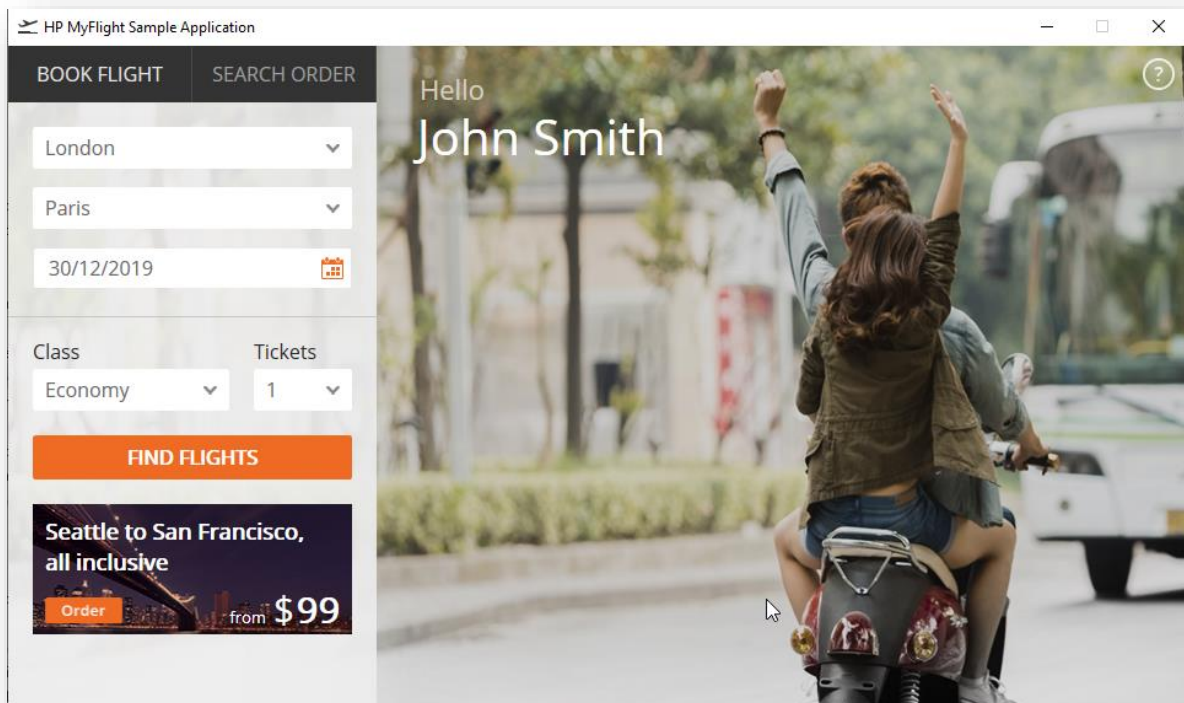 HP MyFlight Sample Application
BOOK FLIGHT
SEARCH ORDER
Hello
John Smith
?
London
Paris
30/12/2019
Class
Tickets
Economy
1
FIND FLIGHTS
Seattle to San Francisco,
all inclusive
Order
from $99